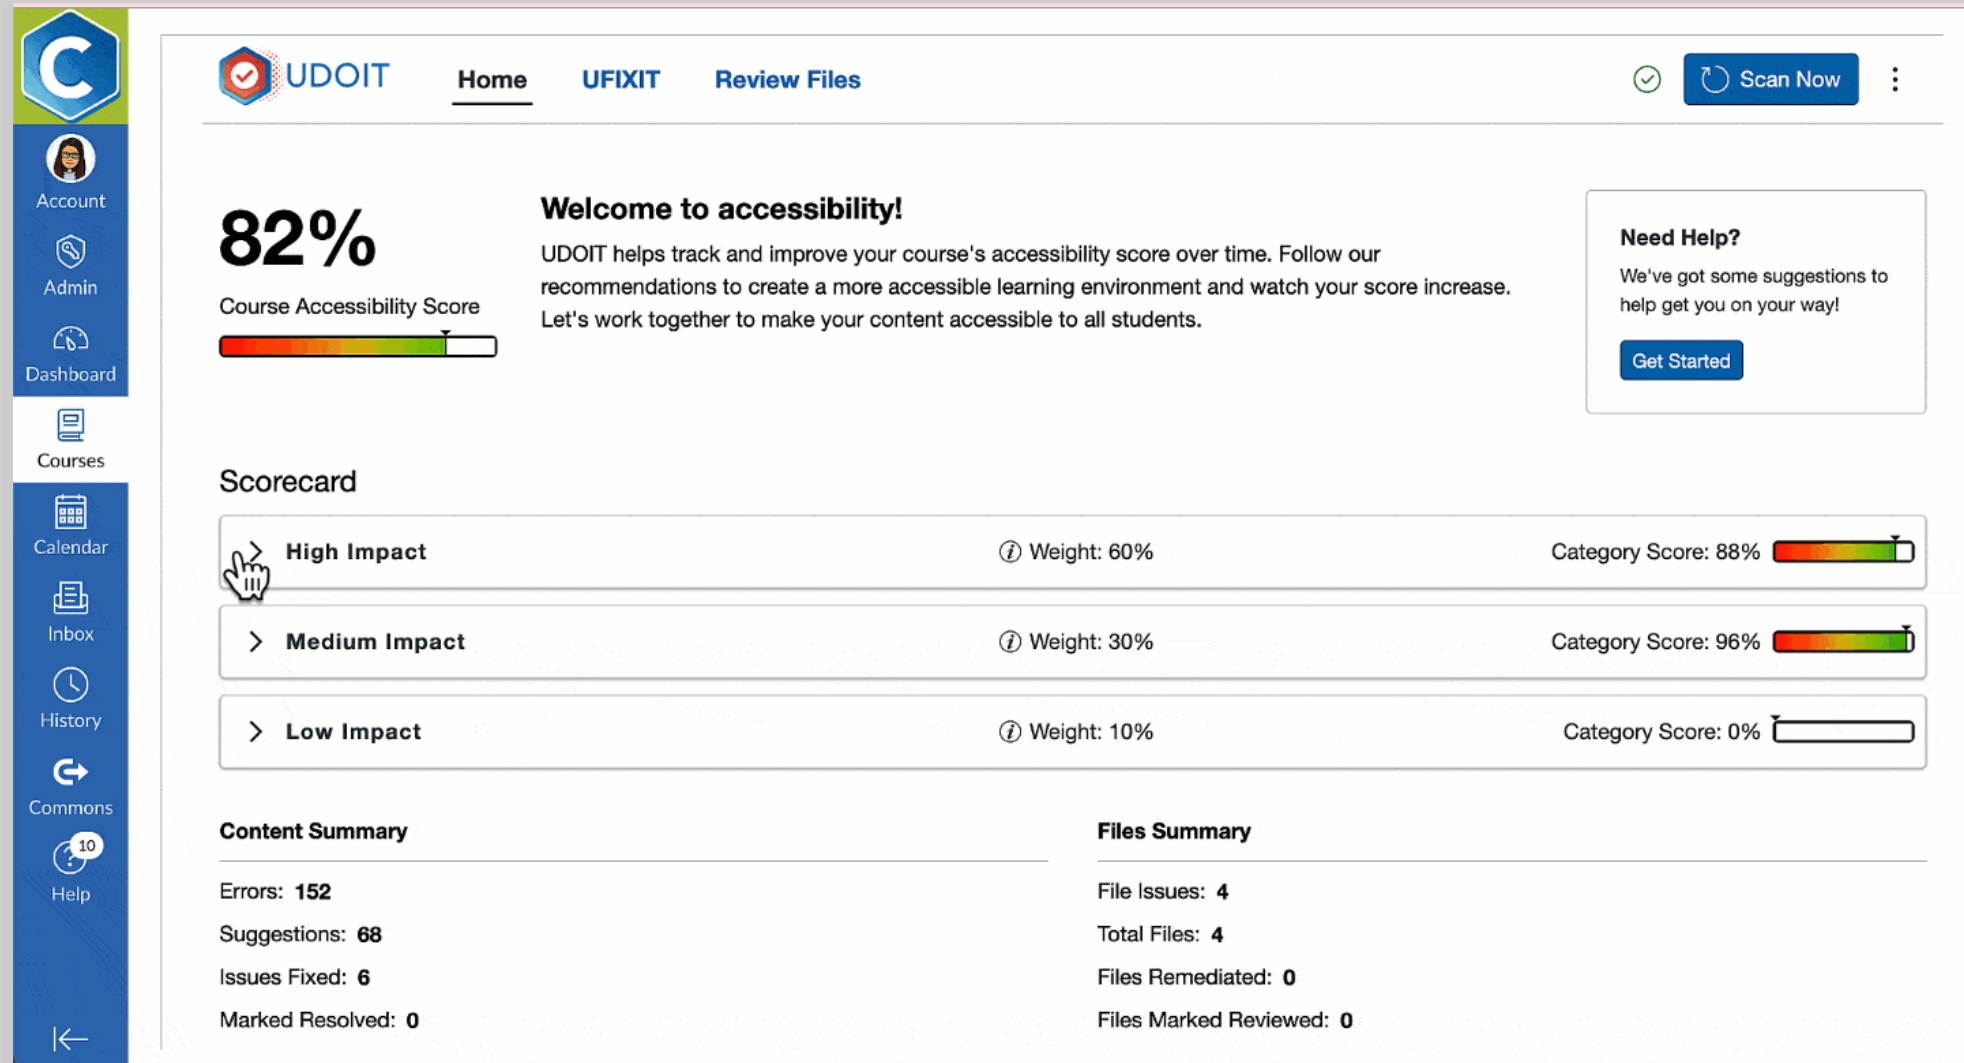 C
Account
Admin
Dashboard
Courses
Calendar
Inbox
History
Commons
10
Help
UDOIT
Home
UFIXIT
Review Files
Scan Now
82%
Course Accessibility Score
Welcome to accessibility!
UDOIT helps track and improve your course's accessibility score over time. Follow our
recommendations to create a more accessible learning environment and watch your score increase.
Let's work together to make your content accessible to all students.
Need Help?
We've got some suggestions to
help get you on your way!
Get Started
Scorecard
High Impact
Weight: 60%
Category Score: 88%
Medium Impact
Weight: 30%
Category Score: 96%
Low Impact
Weight: 10%
Category Score: 0%
Content Summary
Errors: 152
Suggestions: 68
Issues Fixed: 6
Marked Resolved: 0
Files Summary
File Issues: 4
Total Files: 4
Files Remediated: 0
Files Marked Reviewed: 0